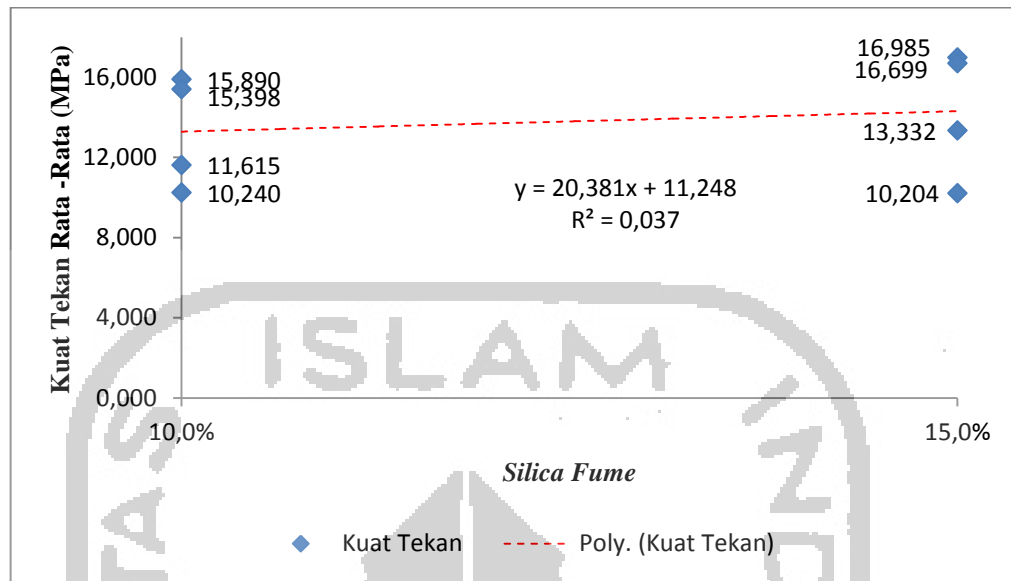 Kuat Tekan Rata -Rata (MPa)
16,000
12,000
8,000
4,000
0,000
15,890
15,398
11,615
10,240
16,985
16,699
13,332
10,204
y = 20,381x + 11,248
R² = 0,037
10,0%
15,0%
Silica Fume
Kuat Tekan
Poly. (Kuat Tekan)
ISLAM